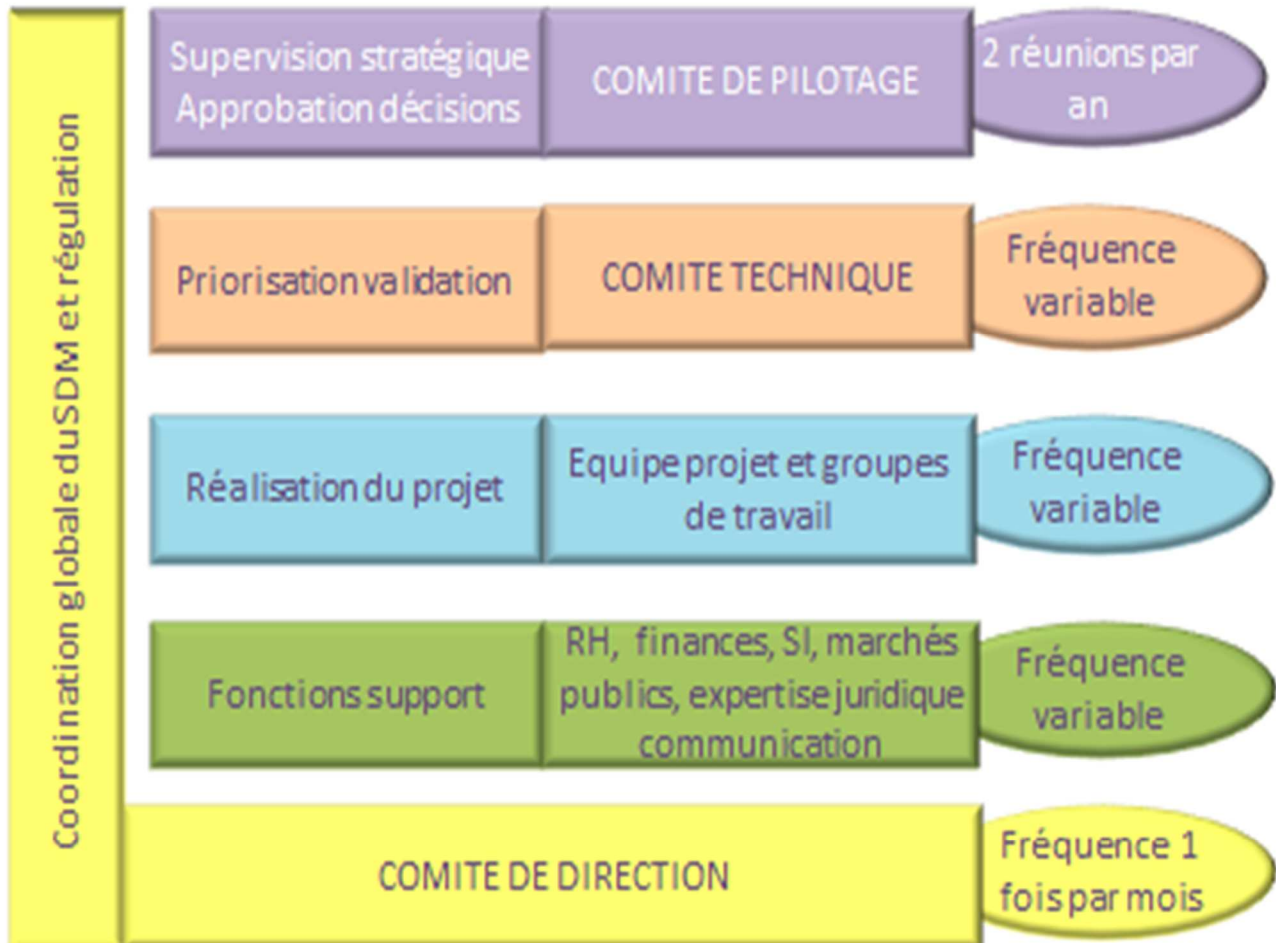 Coordination globale du SDM et régulation
Supervision stratégique
Approbation décisions
COMITE DE PILOTAGE
2 réunions par
an
Priorisation validation
COMITE TECHNIQUE
Fréquence
variable
Réalisation du projet
Equipe projet et groupes
de travail
Fréquence
variable
Fonctions support
RH, finances, SI, marchés
publics, expertise juridique
communication
Fréquence
variable
COMITE DE DIRECTION
Fréquence 1
fois par mois